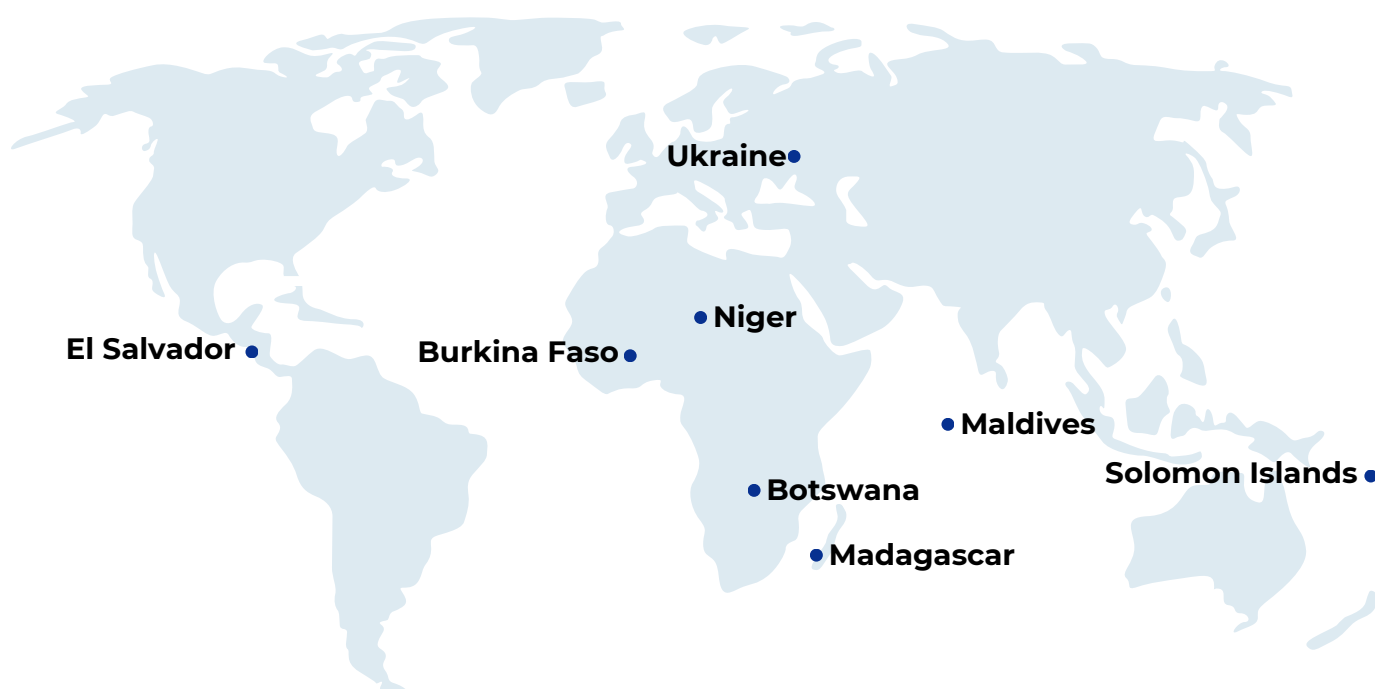 Ukraine
Niger
El Salvador
Burkina Faso
Maldives
Solomon Islands
Botswana
Madagascar